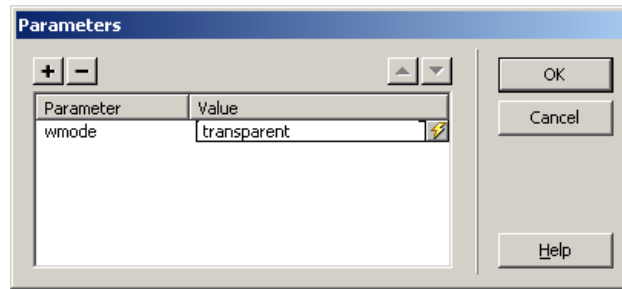 Parameters
+ −
OK
Parameter Value
Cancel
wmode transparent
Help